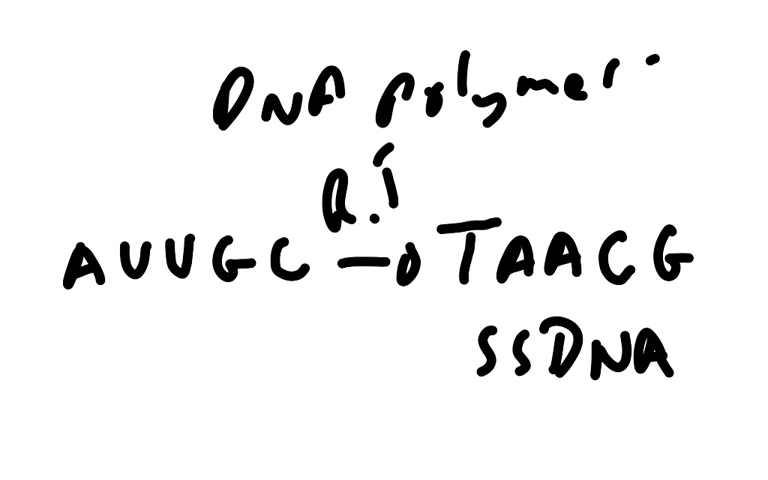 DNA polymer.
R.T
AUUGC → TAACG
SSDNA